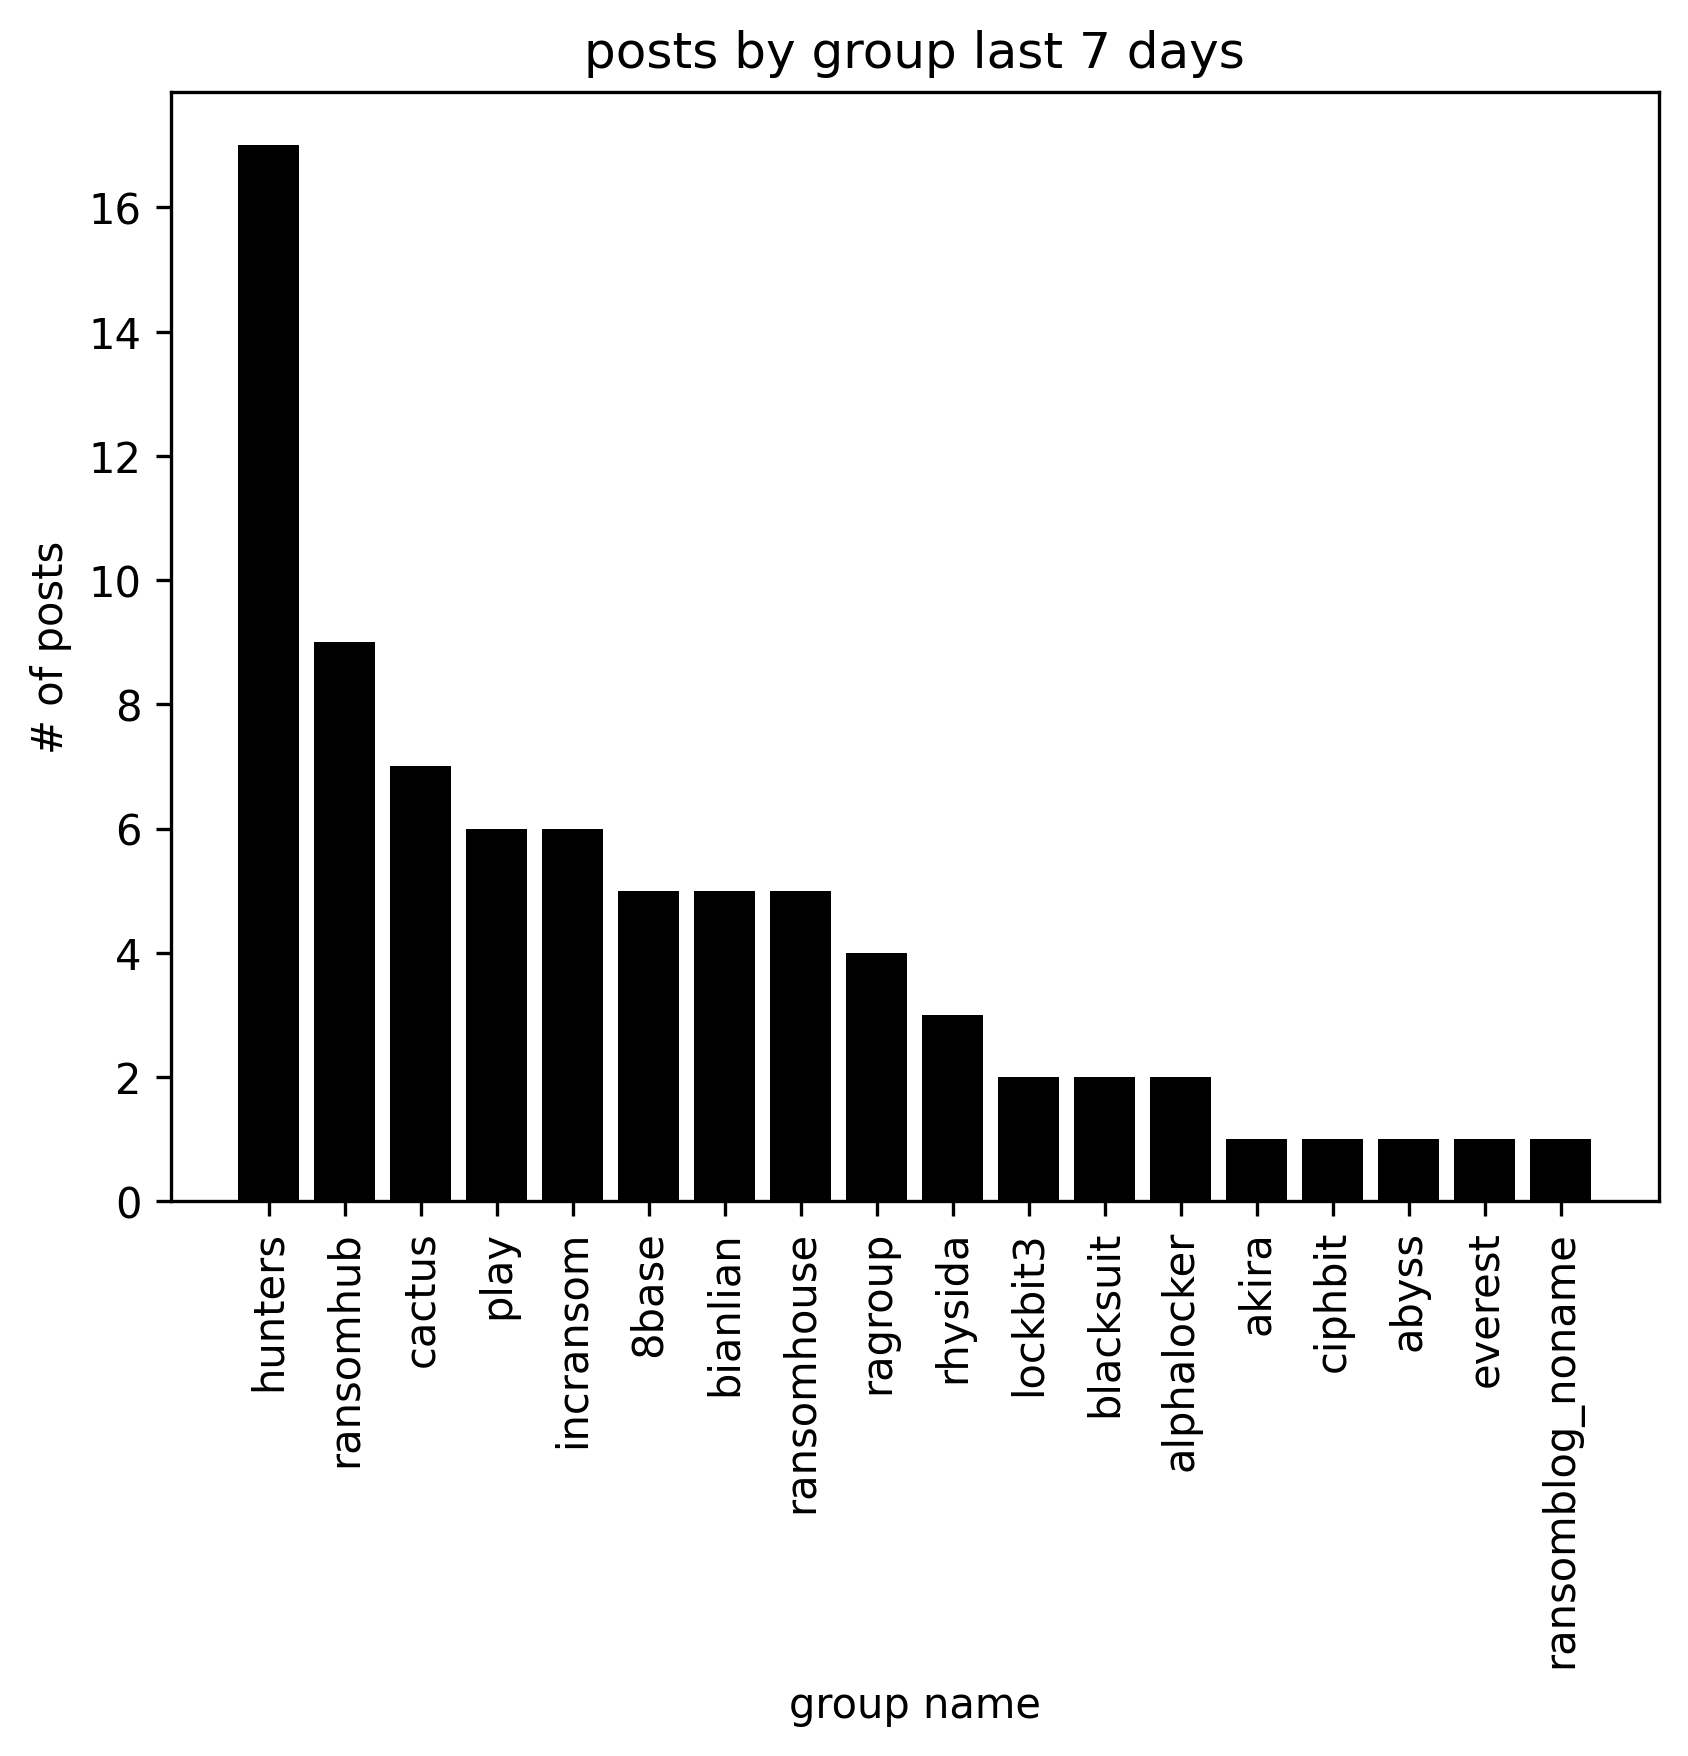 posts by group last 7 days
# of posts
16
14
12
10
8
6
4
2
0
hunters
ransomhub
cactus
play
incransom
8base
bianlian
ransomhouse
ragroup
rhysida
lockbit3
blacksuit
alphalocker
akira
ciphbit
abyss
everest
ransomblog_noname
group name